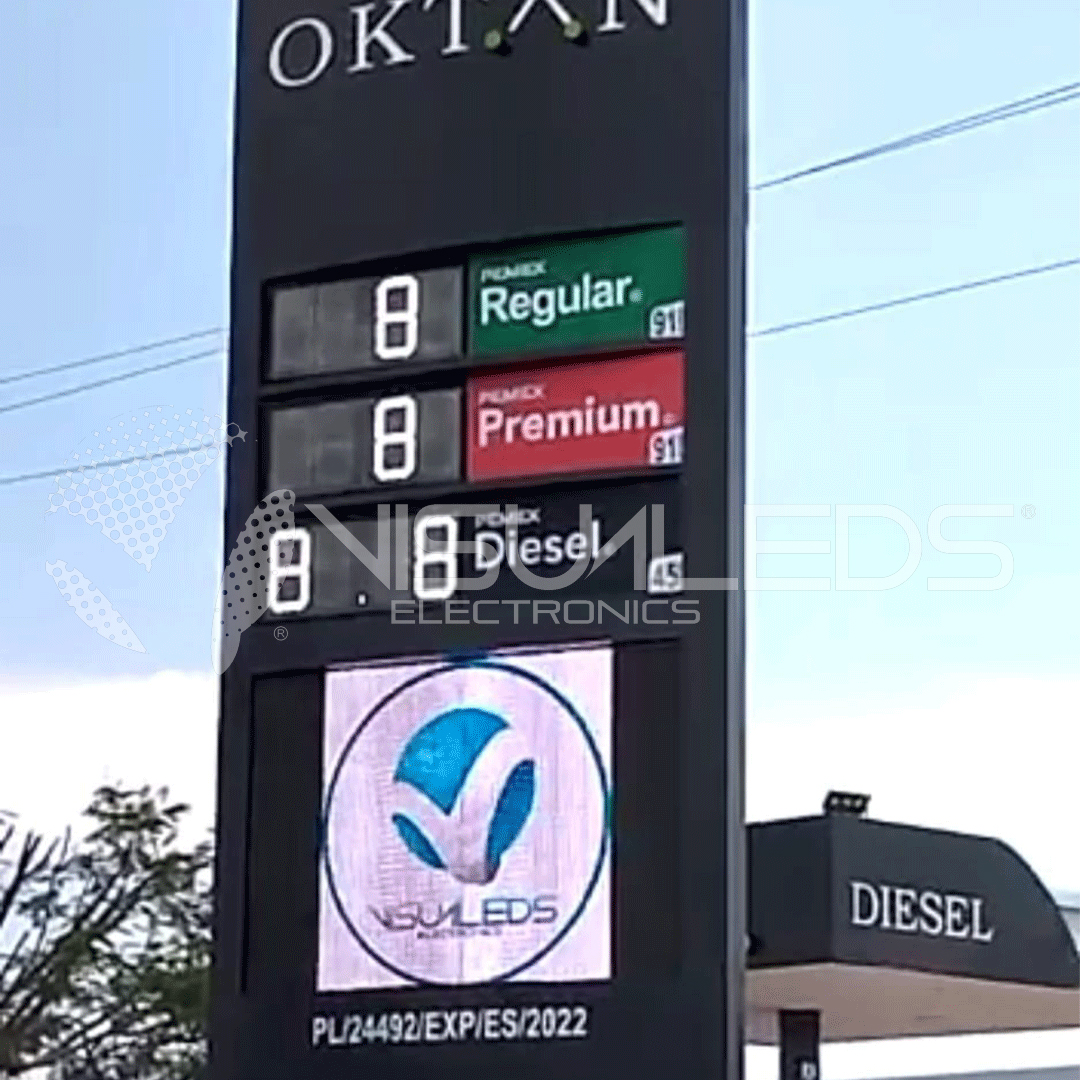 OKTAN
8
PEMEX
Regular®
91
8
PEMEX
Premium®
91
8 . 8
PEMEX
Diesel®
45
VISUALEDS®
ELECTRONICS
®
VISUALEDS
ELECTRONICS
DIESEL
PL/24492/EXP/ES/2022